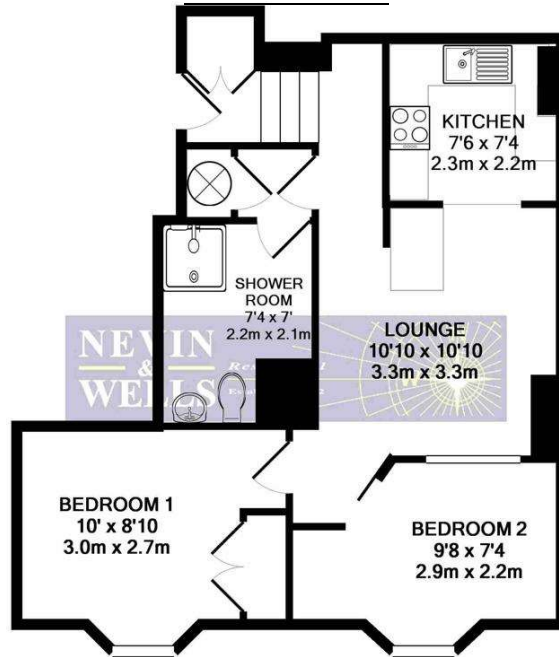 KITCHEN
7'6 x 7'4
2.3m x 2.2m
SHOWER
ROOM
7'4 x 7'
2.2m x 2.1m
NEVIN
&
WELLS
LOUNGE
10'10 x 10'10
3.3m x 3.3m
BEDROOM 1
10' x 8'10
3.0m x 2.7m
BEDROOM 2
9'8 x 7'4
2.9m x 2.2m